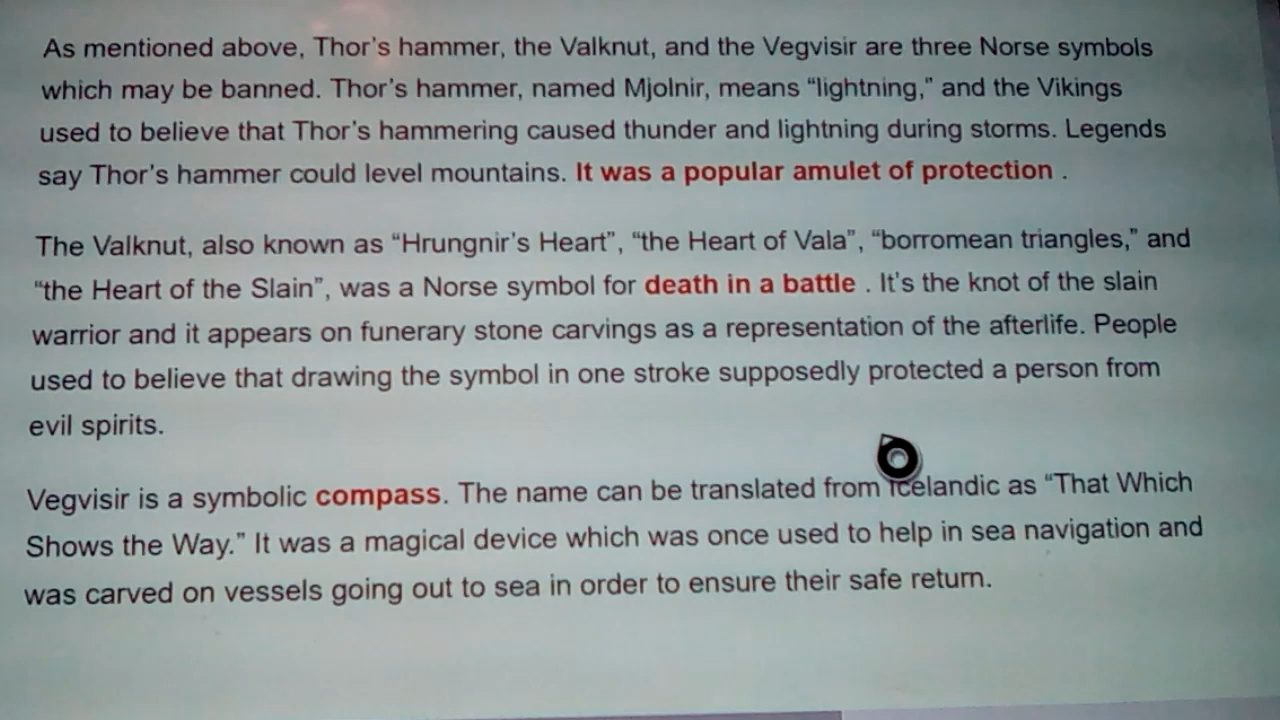 As mentioned above, Thor's hammer, the Valknut, and the Vegvisir are three Norse symbols
which may be banned. Thor's hammer, named Mjolnir, means “lightning,” and the Vikings
used to believe that Thor's hammering caused thunder and lightning during storms. Legends
say Thor's hammer could level mountains. It was a popular amulet of protection .
The Valknut, also known as “Hrungnir's Heart”, “the Heart of Vala”, “borromean triangles,” and
“the Heart of the Slain”, was a Norse symbol for death in a battle . It's the knot of the slain
warrior and it appears on funerary stone carvings as a representation of the afterlife. People
used to believe that drawing the symbol in one stroke supposedly protected a person from
evil spirits.
Vegvisir is a symbolic compass. The name can be translated from Icelandic as “That Which
Shows the Way.” It was a magical device which was once used to help in sea navigation and
was carved on vessels going out to sea in order to ensure their safe return.